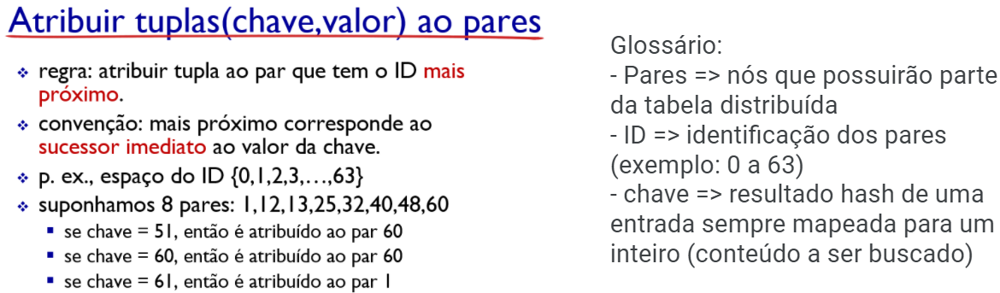 Atribuir tuplas(chave,valor) ao pares
❖ regra: atribuir tupla ao par que tem o ID mais
próximo.
❖ convenção: mais próximo corresponde ao
sucessor imediato ao valor da chave.
❖ p. ex., espaço do ID {0,1,2,3,…,63}
❖ suponhamos 8 pares: 1,12,13,25,32,40,48,60
▪ se chave = 51, então é atribuído ao par 60
▪ se chave = 60, então é atribuído ao par 60
▪ se chave = 61, então é atribuído ao par 1
Glossário:
- Pares => nós que possuirão parte
da tabela distribuída
- ID => identificação dos pares
(exemplo: 0 a 63)
- chave => resultado hash de uma
entrada sempre mapeada para um
inteiro (conteúdo a ser buscado)